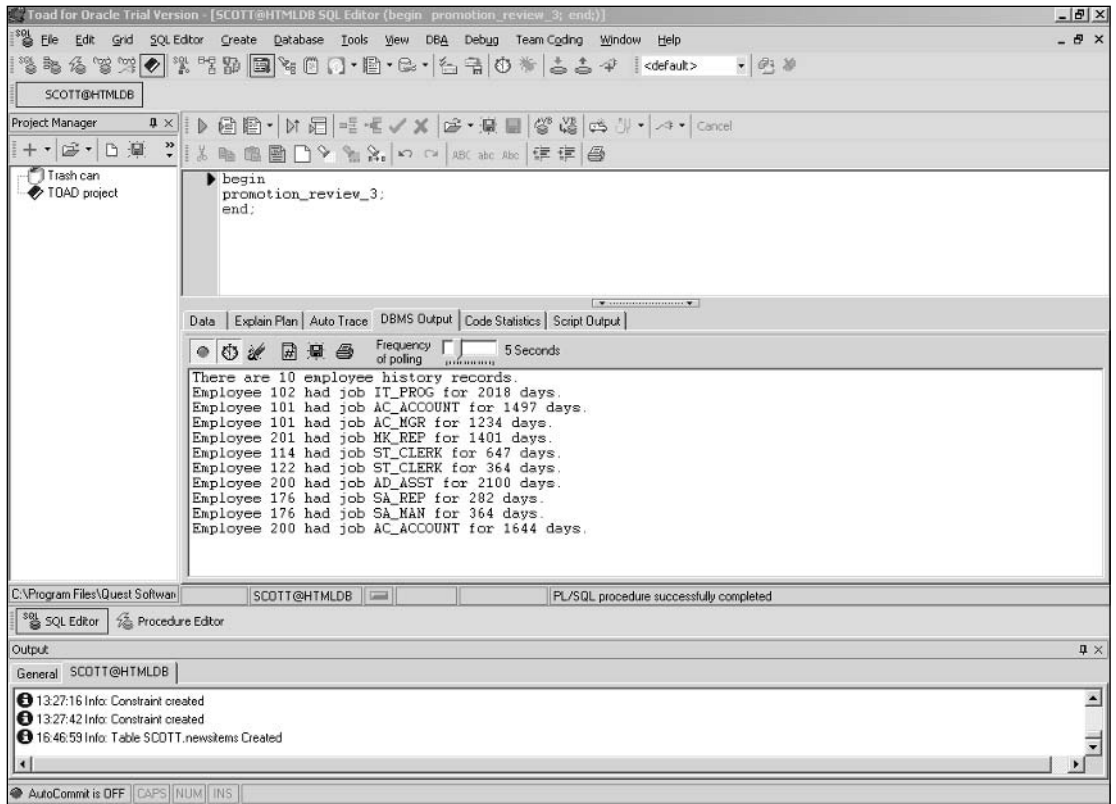 Toad for Oracle Trial Version - [SCOTT@HTMLDB SQL Editor (begin promotion_review_3; end;)]
File Edit Grid SQL Editor Create Database Tools View DBA Debug Team Coding Window Help
<default>
SCOTT@HTMLDB
Project Manager
Cancel
ABC abc Abc
Trash can
TOAD project
begin
promotion_review_3;
end;
Data Explain Plan Auto Trace DBMS Output Code Statistics Script Output
Frequency of polling 5 Seconds
There are 10 employee history records.
Employee 102 had job IT_PROG for 2018 days.
Employee 101 had job AC_ACCOUNT for 1497 days.
Employee 101 had job AC_MGR for 1234 days.
Employee 201 had job MK_REP for 1401 days.
Employee 114 had job ST_CLERK for 647 days.
Employee 122 had job ST_CLERK for 364 days.
Employee 200 had job AD_ASST for 2100 days.
Employee 176 had job SA_REP for 282 days.
Employee 176 had job SA_MAN for 364 days.
Employee 200 had job AC_ACCOUNT for 1644 days.
C:\Program Files\Quest Softwar SCOTT@HTMLDB PL/SQL procedure successfully completed
SQL SQL Editor Procedure Editor
Output
General SCOTT@HTMLDB
13:27:16 Info: Constraint created
13:27:42 Info: Constraint created
16:46:59 Info: Table SCOTT.newsitems Created
AutoCommit is OFF CAPS NUM INS